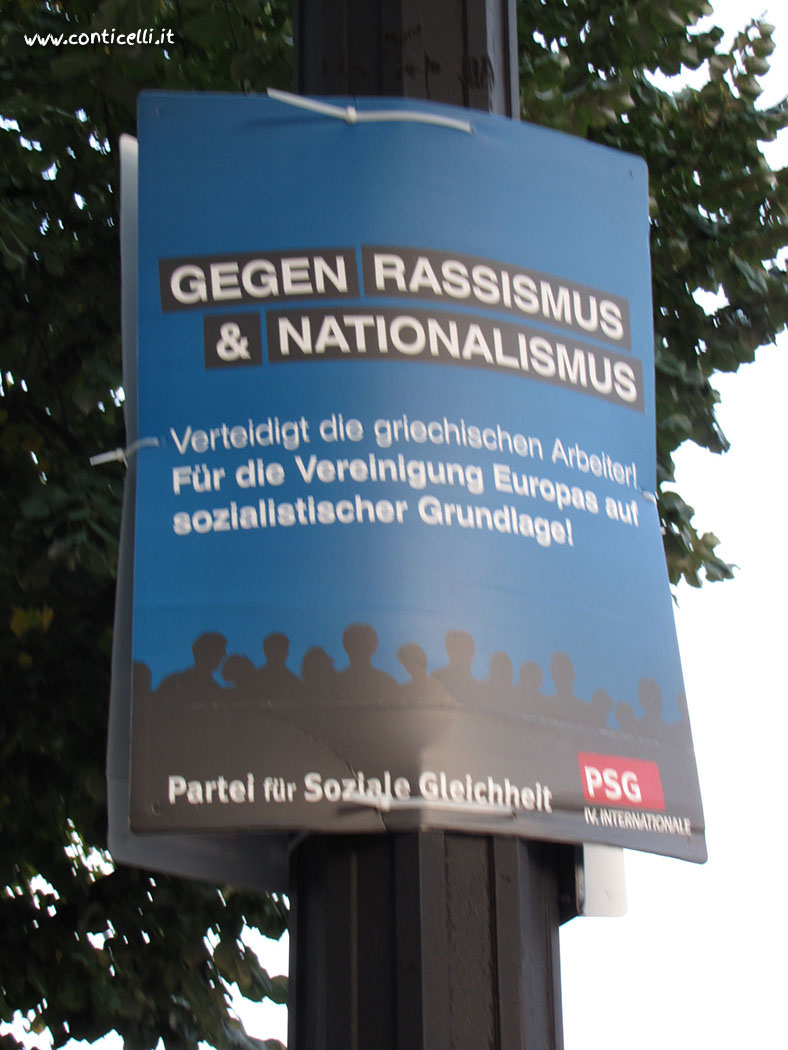 www.conticelli.it
GEGEN RASSISMUS
& NATIONALISMUS
Verteidigt die griechischen Arbeiter!
Für die Vereinigung Europas auf
sozialistischer Grundlage!
Partei für Soziale Gleichheit
PSG
IV. INTERNATIONALE